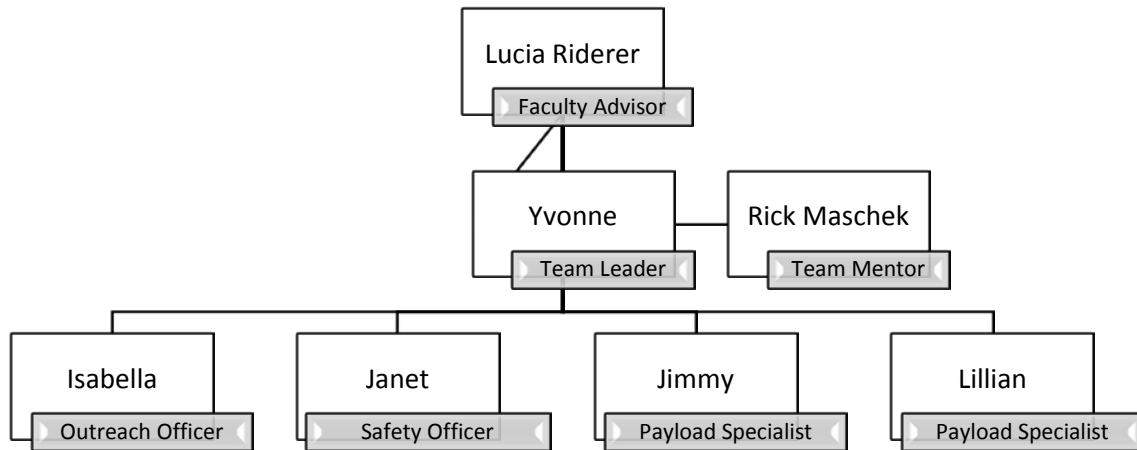 Lucia Riderer
Faculty Advisor
Yvonne
Team Leader
Rick Maschek
Team Mentor
Isabella
Outreach Officer
Janet
Safety Officer
Jimmy
Payload Specialist
Lillian
Payload Specialist